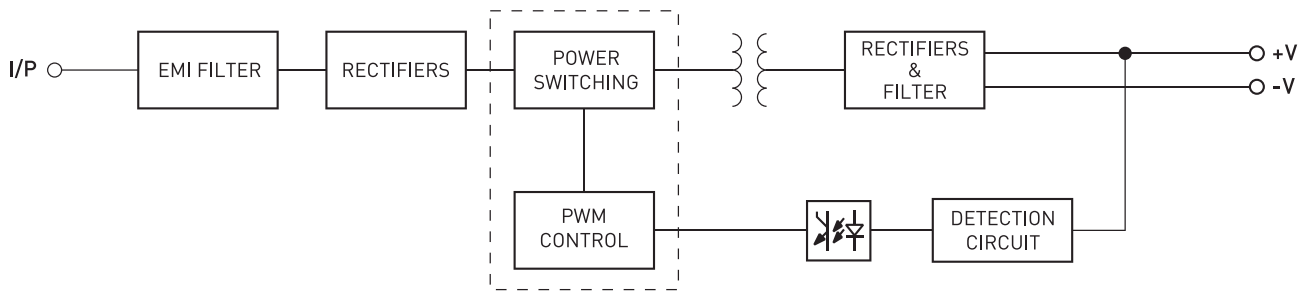 I/P
EMI FILTER
RECTIFIERS
POWER
SWITCHING
RECTIFIERS
&
FILTER
+V
-V
PWM
CONTROL
DETECTION
CIRCUIT